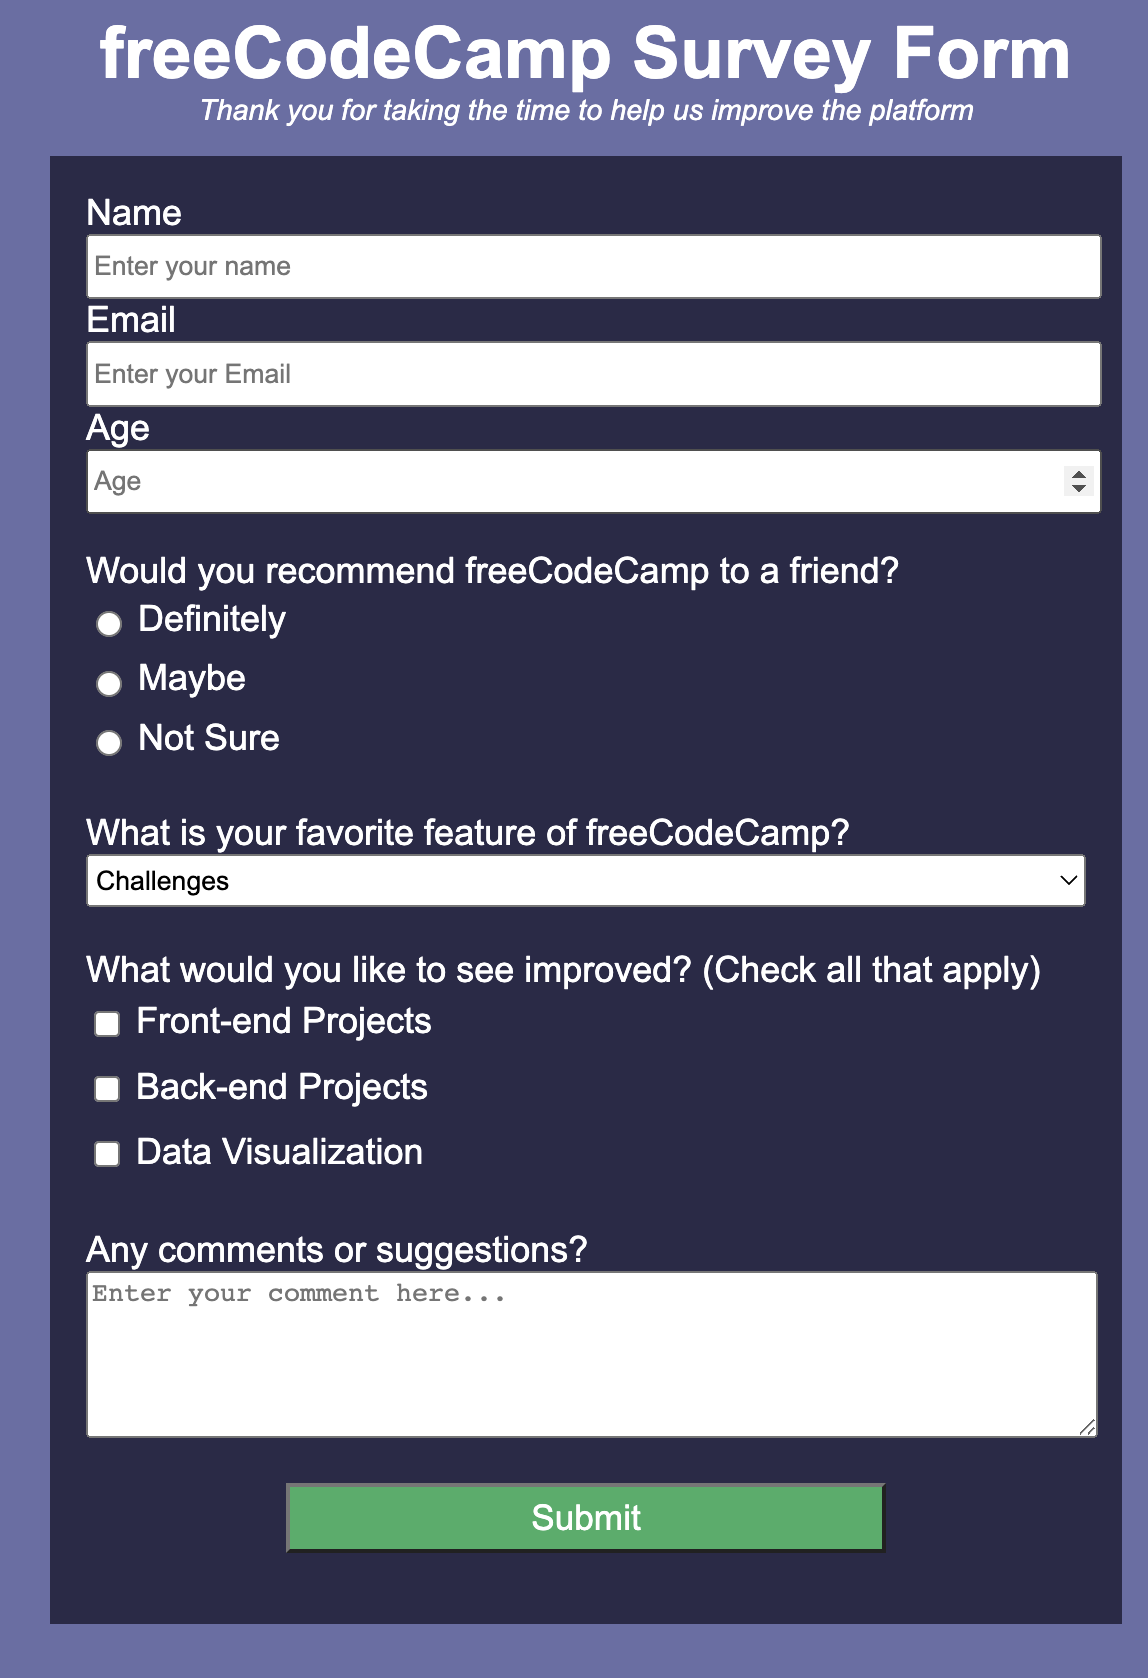 freeCodeCamp Survey Form
Thank you for taking the time to help us improve the platform
Name
Enter your name
Email
Enter your Email
Age
Age
Would you recommend freeCodeCamp to a friend?
Definitely
Maybe
Not Sure
What is your favorite feature of freeCodeCamp?
Challenges
What would you like to see improved? (Check all that apply)
Front-end Projects
Back-end Projects
Data Visualization
Any comments or suggestions?
Enter your comment here...
Submit